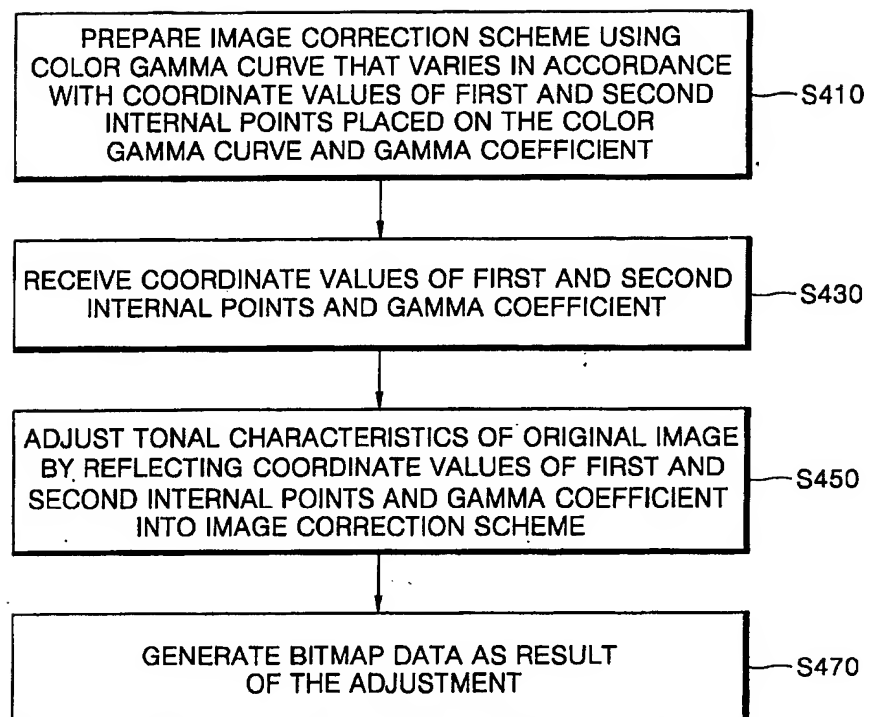 PREPARE IMAGE CORRECTION SCHEME USING
COLOR GAMMA CURVE THAT VARIES IN ACCORDANCE
WITH COORDINATE VALUES OF FIRST AND SECOND
INTERNAL POINTS PLACED ON THE COLOR
GAMMA CURVE AND GAMMA COEFFICIENT
S410
RECEIVE COORDINATE VALUES OF FIRST AND SECOND
INTERNAL POINTS AND GAMMA COEFFICIENT
S430
ADJUST TONAL CHARACTERISTICS OF ORIGINAL IMAGE
BY REFLECTING COORDINATE VALUES OF FIRST AND
SECOND INTERNAL POINTS AND GAMMA COEFFICIENT
INTO IMAGE CORRECTION SCHEME
S450
GENERATE BITMAP DATA AS RESULT
OF THE ADJUSTMENT
S470